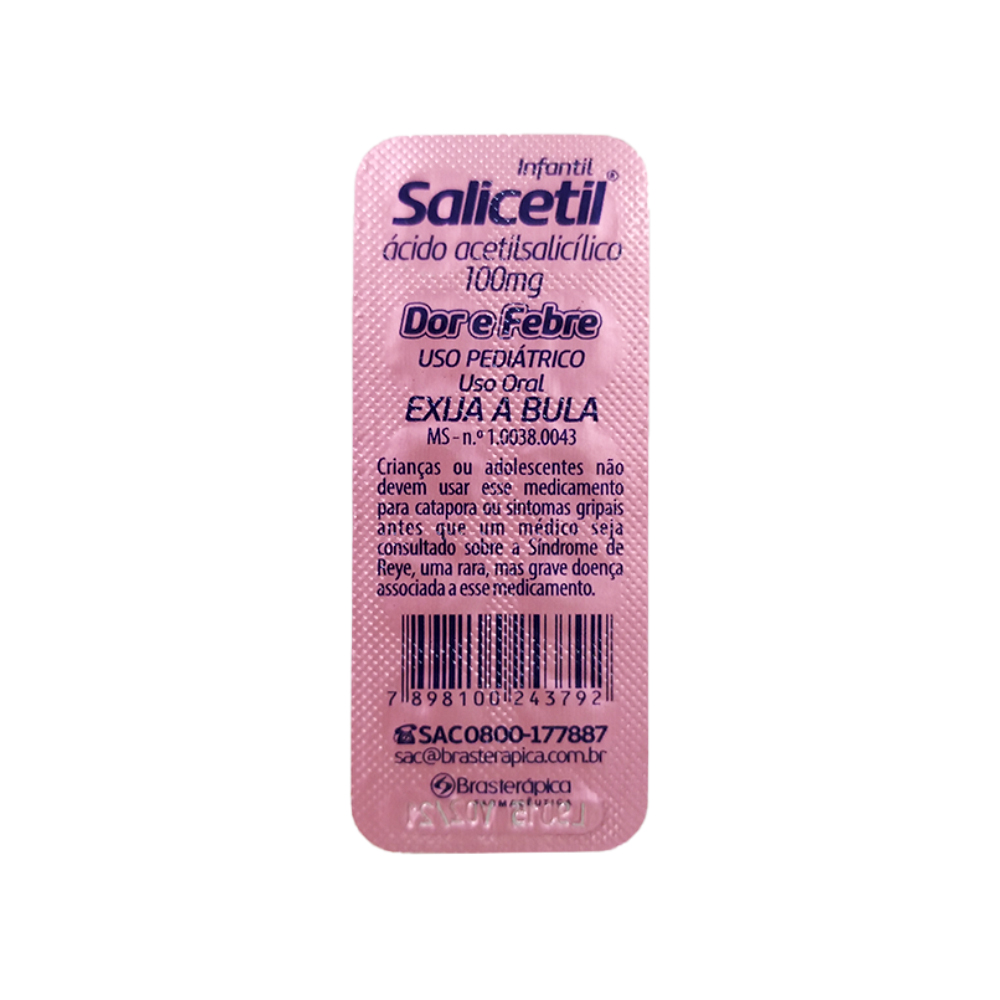 Infantil
Salicetil®
ácido acetilsalicílico
100mg
Dor e Febre
USO PEDIÁTRICO
Uso Oral
EXIJA A BULA
MS - n.º 1.0038.0043
Crianças ou adolescentes não
devem usar esse medicamento
para catapora ou sintomas gripais
antes que um médico seja
consultado sobre a Síndrome de
Reye, uma rara, mas grave doença
associada a esse medicamento.
7 898100 243792
SAC 0800-177887
sac@brasterapica.com.br
Brasterápica
FARMACÊUTICA